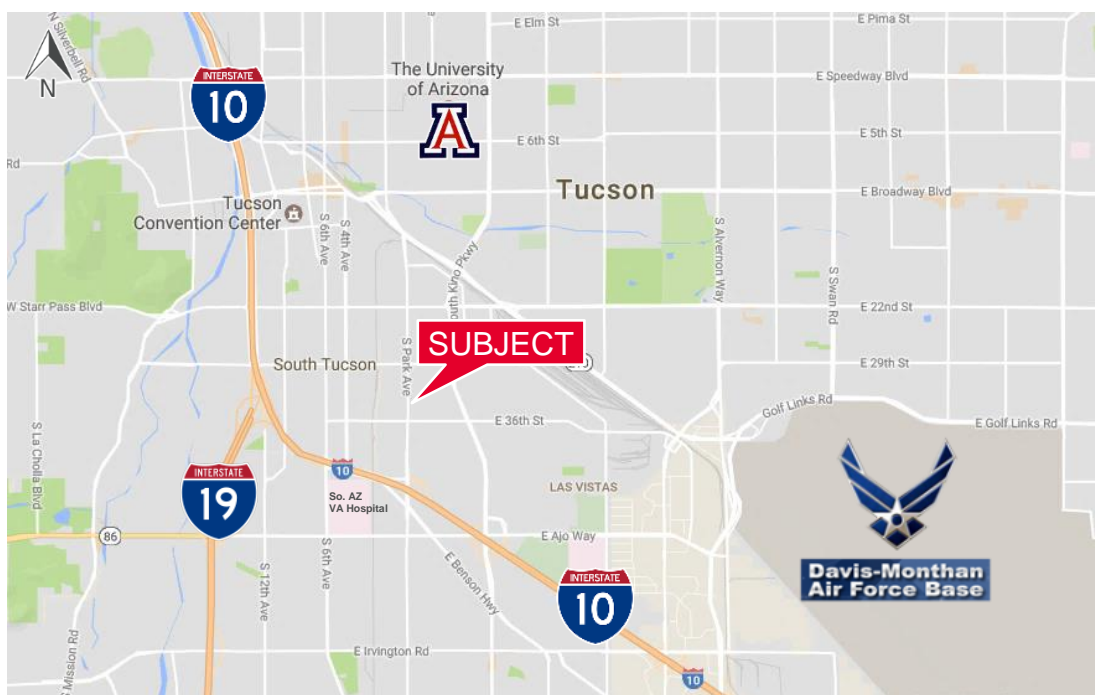 E Elm St
E Pima St
N Silverbell Rd
N
INTERSTATE
10
The University
of Arizona
A
E Speedway Blvd
E 6th St
E 5th St
Rd
Tucson
E Broadway Blvd
Tucson
Convention Center
S 6th Ave
S 4th Ave
South Kino Pkwy
S Alvernon Way
S Swan Rd
W Starr Pass Blvd
E 22nd St
SUBJECT
S Park Ave
South Tucson
E 29th St
Golf Links Rd
E 36th St
E Golf Links Rd
S La Cholla Blvd
INTERSTATE
19
10
So. AZ
VA Hospital
LAS VISTAS
86
E Ajo Way
S 12th Ave
S 6th Ave
E Benson Hwy
INTERSTATE
10
Davis-Monthan
Air Force Base
S Mission Rd
E Irvington Rd
10